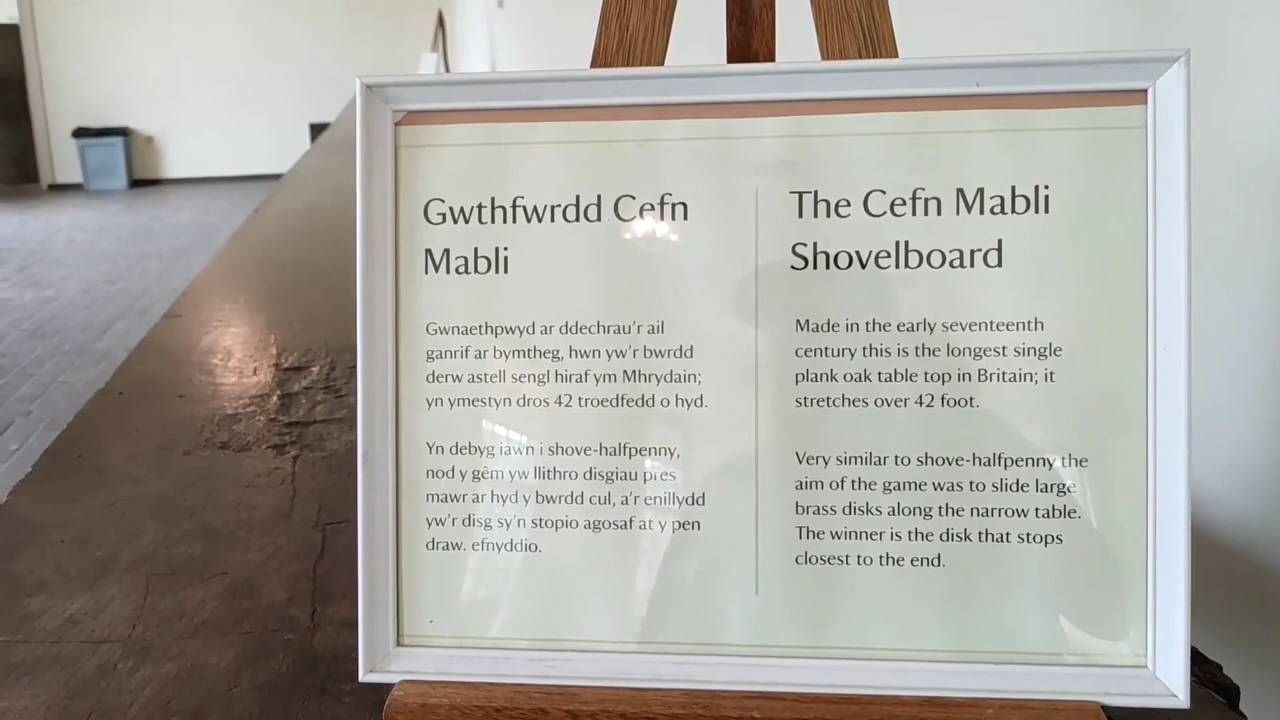 Gwthfwrdd Cefn
Mabli
Gwnaethpwyd ar ddechrau'r ail
ganrif ar bymtheg, hwn yw'r bwrdd
derw astell sengl hiraf ym Mhrydain;
yn ymestyn dros 42 troedfedd o hyd.
Yn debyg iawn i shove-halfpenny,
nod y gêm yw llithro disgiau pres
mawr ar hyd y bwrdd cul, a'r enillydd
yw'r disg sy'n stopio agosaf at y pen
draw. efnyddio.
The Cefn Mabli
Shovelboard
Made in the early seventeenth
century this is the longest single
plank oak table top in Britain; it
stretches over 42 foot.
Very similar to shove-halfpenny the
aim of the game was to slide large
brass disks along the narrow table.
The winner is the disk that stops
closest to the end.